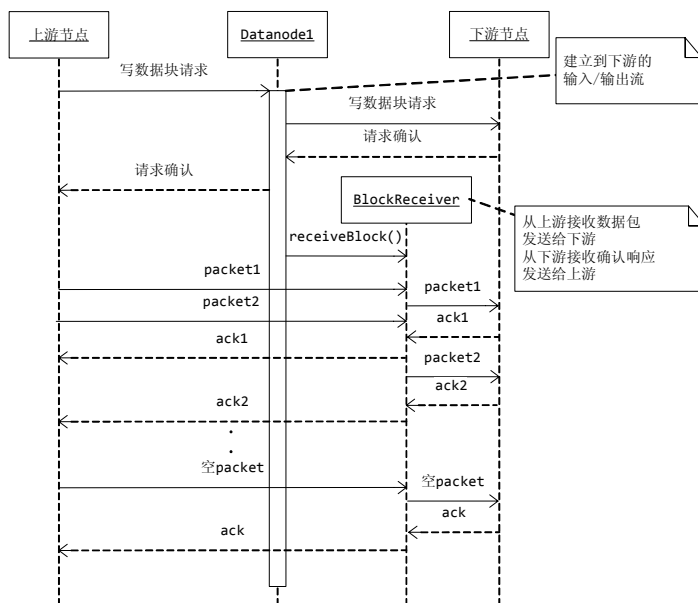 上游节点
Datanode1
下游节点
建立到下游的
输入/输出流
写数据块请求
写数据块请求
请求确认
请求确认
BlockReceiver
从上游接收数据包
发送给下游
从下游接收确认响应
发送给上游
receiveBlock()
packet1
packet1
packet2
ack1
ack1
packet2
ack2
ack2
.
.
空packet
空packet
ack
ack